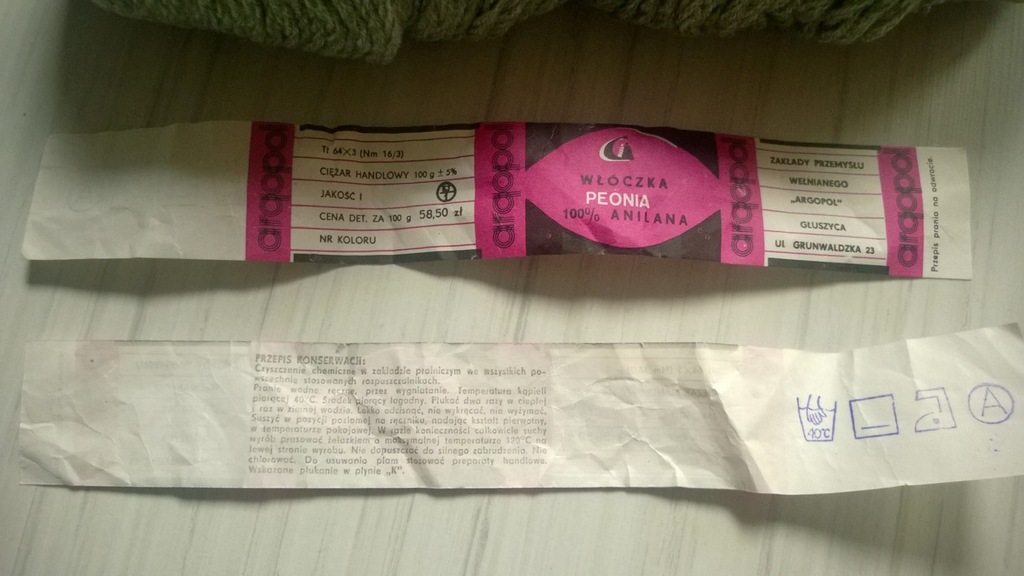 argopol
Tt 64×3 (Nm 16/3)
CIĘŻAR HANDLOWY 100 g ± 5%
JAKOŚĆ I
CENA DET. ZA 100 g 58,50 zł
NR KOLORU
argopol
WŁÓCZKA
PEONIA
100% ANILANA
argopol
ZAKŁADY PRZEMYSŁU
WEŁNIANEGO
„ARGOPOL"
GŁUSZYCA
UL GRUNWALDZKA 23
argopol
Przepis prania na odwrocie.
PRZEPIS KONSERWACJI:
Czyszczenie chemiczne w zakładzie pralniczym we wszystkich po-
wszechnie stosowanych rozpuszczalnikach.
Pranie wodne ręczne, przez wygniatanie. Temperatura kąpieli
piorącej 40°C. Środek piorący łagodny. Płukać dwa razy w ciepłej
i raz w zimnej wodzie. Lekko odcisnąć, nie wykręcać, nie wyżymać.
Suszyć w pozycji poziomej na ręczniku, nadając kształt pierwotny,
w temperaturze pokojowej. W razie konieczności całkowicie suchy
wyrób prasować żelazkiem o maksymalnej temperaturze 120°C na
lewej stronie wyrobu. Nie dopuszczać do silnego zabrudzenia. Nie
chlorować. Do usuwania plam stosować preparaty handlowe.
Wskazane płukanie w płynie „K".
40°C
A